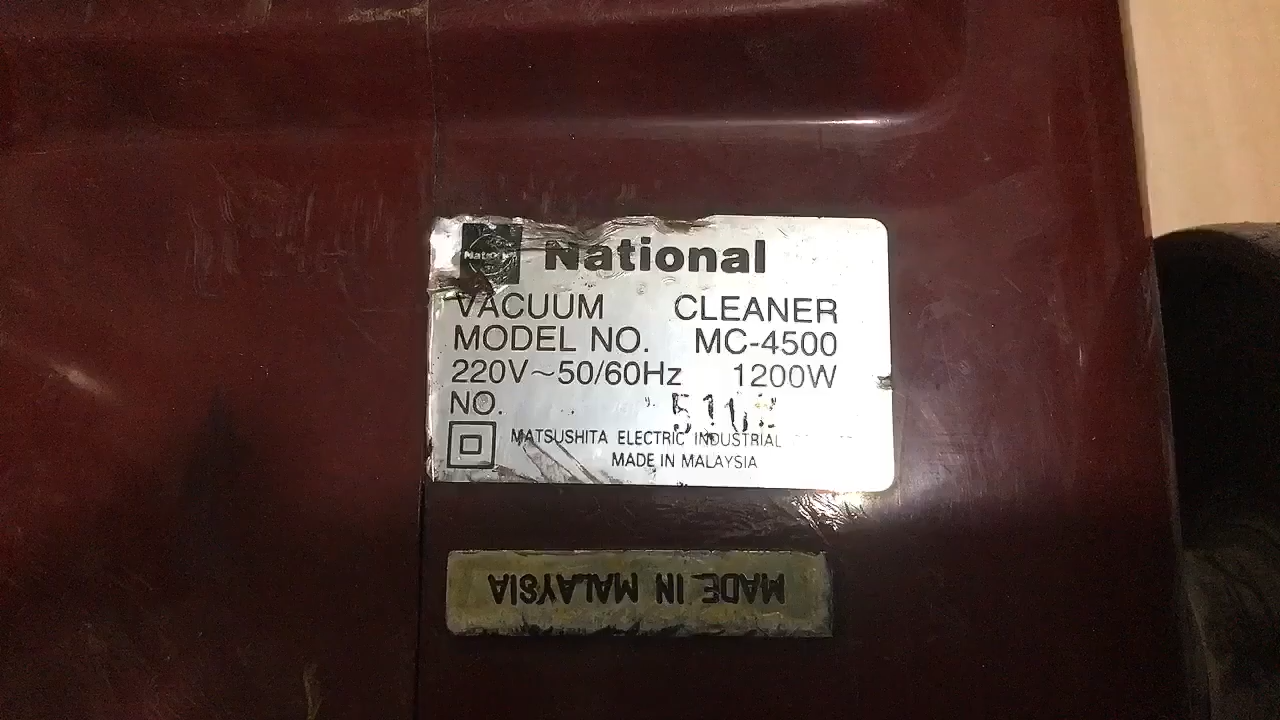 National
National
VACUUM CLEANER
MODEL NO. MC-4500
220V~50/60Hz 1200W
NO.
MATSUSHITA ELECTRIC INDUSTRIAL
MADE IN MALAYSIA
MADE IN MALAYSIA